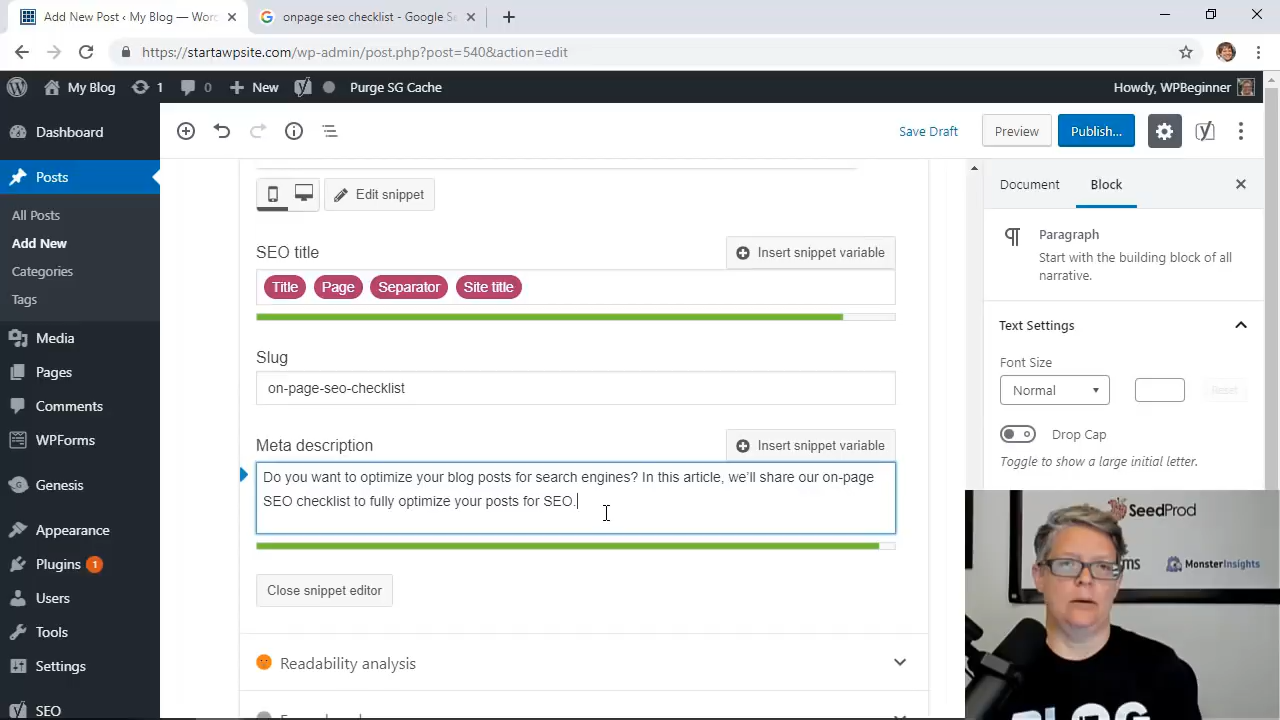 Add New Post ‹ My Blog — Wor
onpage seo checklist - Google Se
https://startawpsite.com/wp-admin/post.php?post=540&action=edit
My Blog 1 0 New Purge SG Cache Howdy, WPBeginner
Dashboard
Posts
All Posts
Add New
Categories
Tags
Media
Pages
Comments
WPForms
Genesis
Appearance
Plugins 1
Users
Tools
Settings
SEO
Save Draft Preview Publish...
Edit snippet
SEO title Insert snippet variable
Title Page Separator Site title
Slug
on-page-seo-checklist
Meta description Insert snippet variable
Do you want to optimize your blog posts for search engines? In this article, we'll share our on-page
SEO checklist to fully optimize your posts for SEO.
Close snippet editor
Readability analysis
Document Block
Paragraph
Start with the building block of all
narrative.
Text Settings
Font Size
Normal Reset
Drop Cap
Toggle to show a large initial letter.
SeedProd
MonsterInsights
BLOG